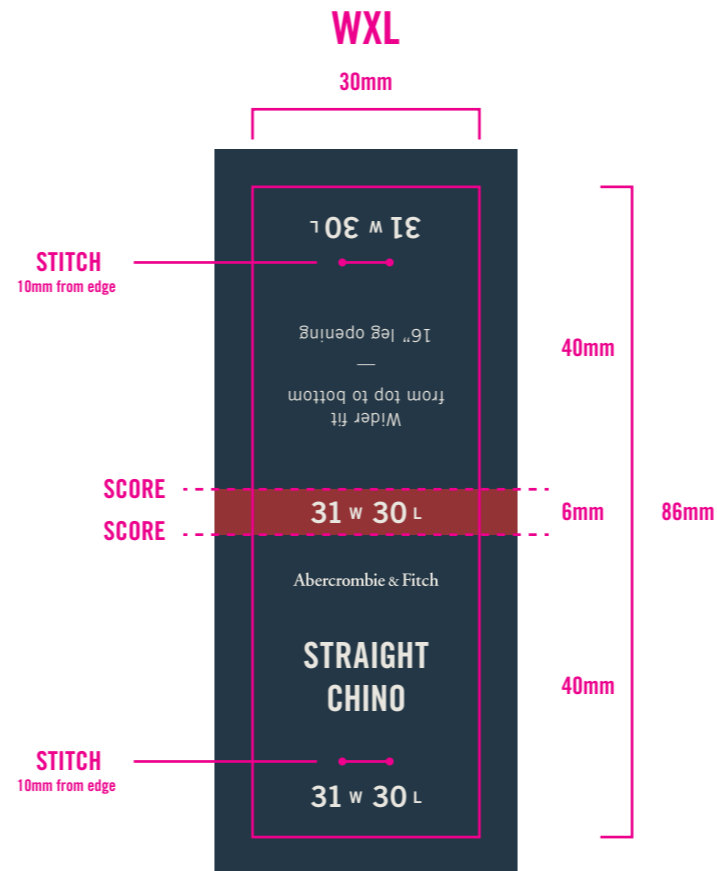 WXL
30mm
31 W 30 L
STITCH
10mm from edge
16” leg opening
—
Wider fit
from top to bottom
40mm
SCORE
31 W 30 L
6mm
86mm
SCORE
Abercrombie & Fitch
STRAIGHT
CHINO
40mm
STITCH
10mm from edge
31 W 30 L